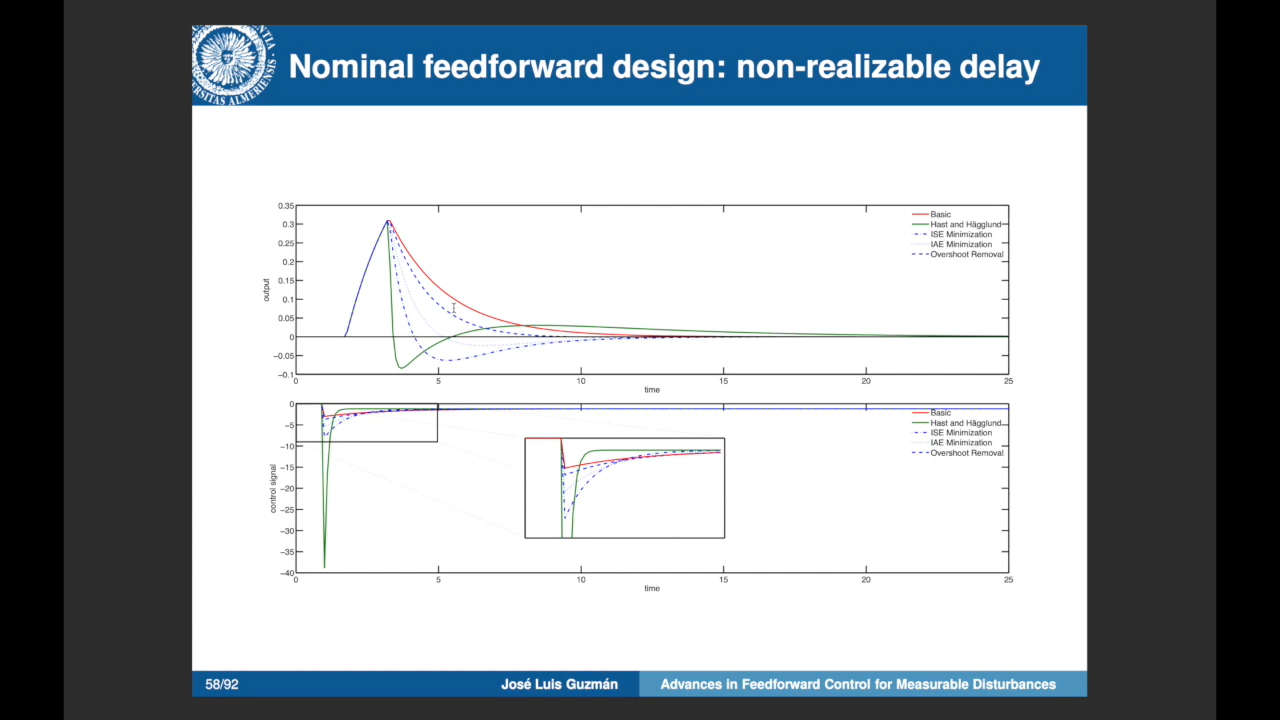 Nominal feedforward design: non-realizable delay
UNIVERSITAS ALMERIENSIS
0.35
0.3
0.25
0.2
0.15
0.1
0.05
0
−0.05
−0.1
output
0 5 10 15 20 25
time
Basic
Hast and Hägglund
ISE Minimization
IAE Minimization
Overshoot Removal
0
−5
−10
−15
−20
−25
−30
−35
−40
control signal
0 5 10 15 20 25
time
Basic
Hast and Hägglund
ISE Minimization
IAE Minimization
Overshoot Removal
58/92
José Luis Guzmán
Advances in Feedforward Control for Measurable Disturbances